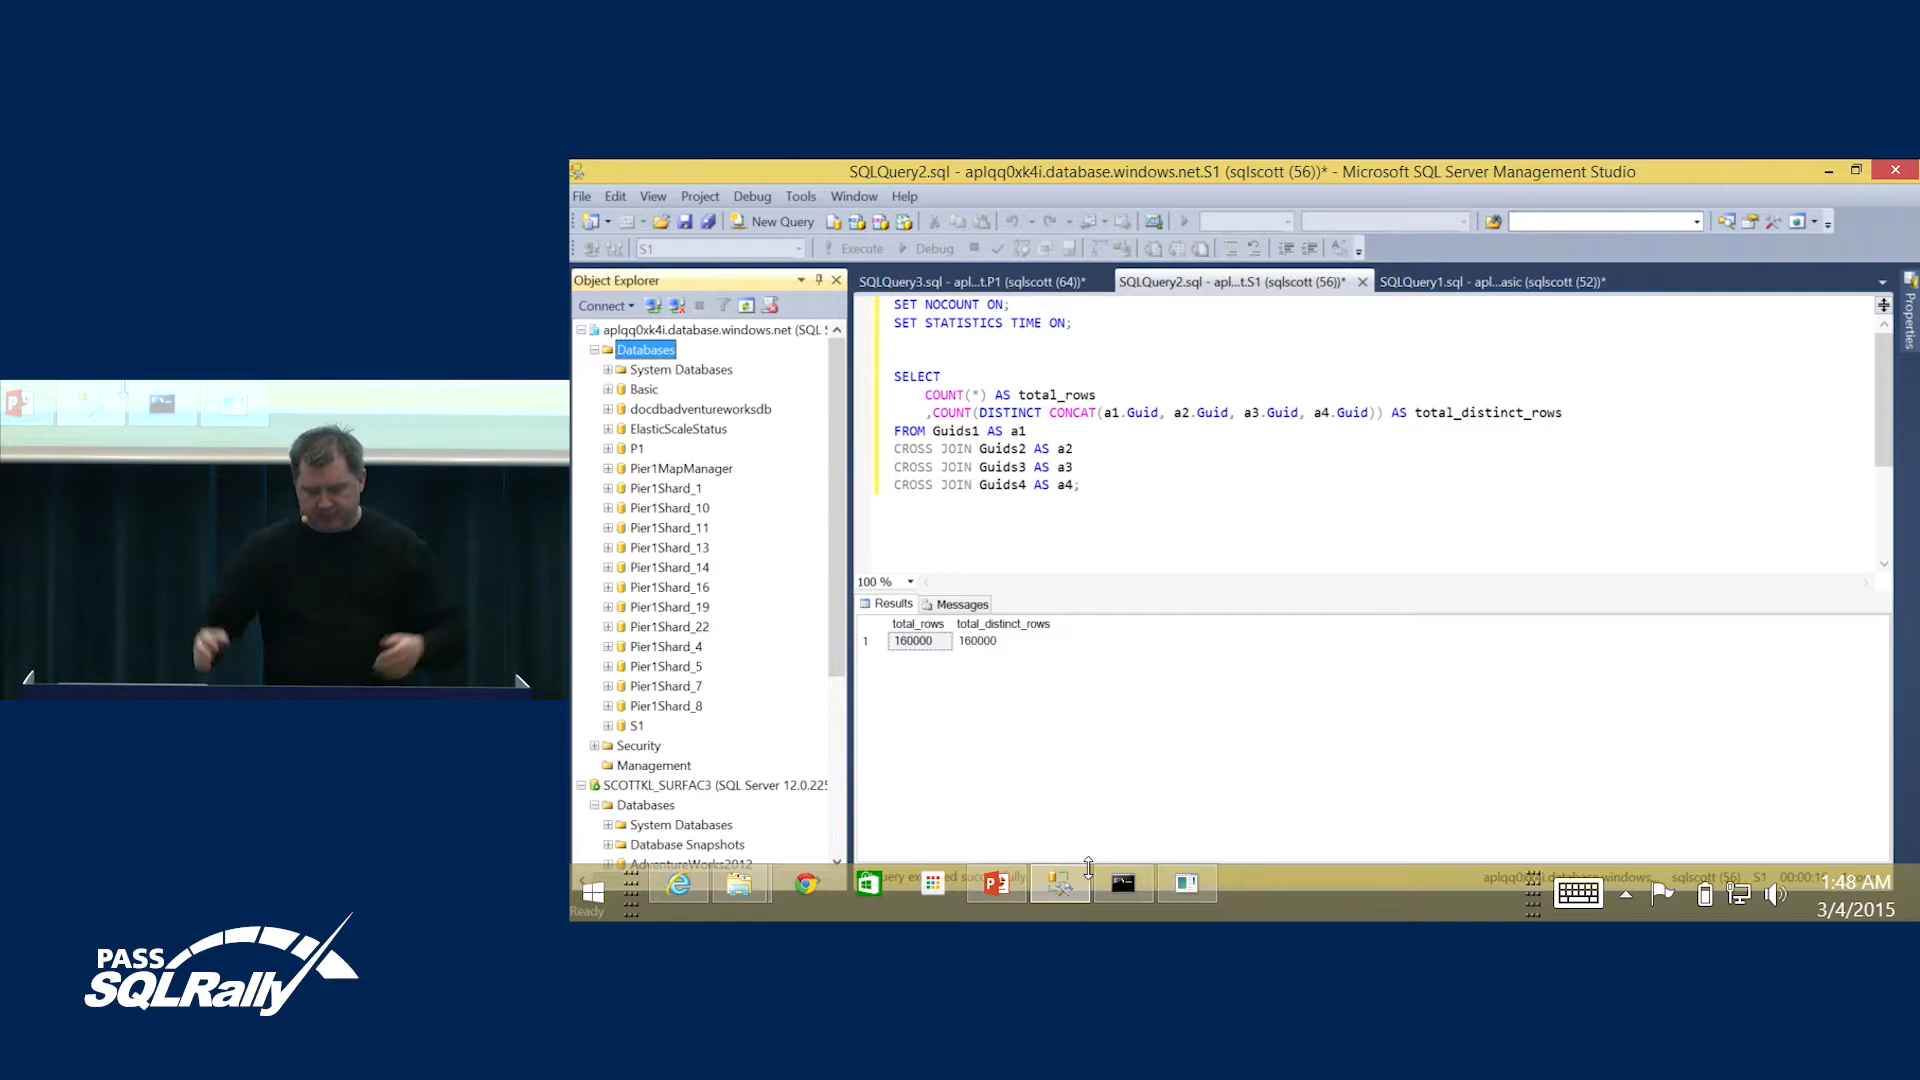 SQLQuery2.sql - aplqq0xk4i.database.windows.net.S1 (sqlscott (56))* - Microsoft SQL Server Management Studio
File Edit View Project Debug Tools Window Help
New Query
S1 Execute Debug
Object Explorer
SQLQuery3.sql - apl...t.P1 (sqlscott (64))* SQLQuery2.sql - apl...t.S1 (sqlscott (56))* SQLQuery1.sql - apl...asic (sqlscott (52))*
Properties
Connect
aplqq0xk4i.database.windows.net (SQL S
Databases
System Databases
Basic
docdbadventureworksdb
ElasticScaleStatus
P1
Pier1MapManager
Pier1Shard_1
Pier1Shard_10
Pier1Shard_11
Pier1Shard_13
Pier1Shard_14
Pier1Shard_16
Pier1Shard_19
Pier1Shard_22
Pier1Shard_4
Pier1Shard_5
Pier1Shard_7
Pier1Shard_8
S1
Security
Management
SCOTTKL_SURFAC3 (SQL Server 12.0.225
Databases
System Databases
Database Snapshots
AdventureWorks2012
SET NOCOUNT ON;
SET STATISTICS TIME ON;
SELECT
COUNT(*) AS total_rows
,COUNT(DISTINCT CONCAT(a1.Guid, a2.Guid, a3.Guid, a4.Guid)) AS total_distinct_rows
FROM Guids1 AS a1
CROSS JOIN Guids2 AS a2
CROSS JOIN Guids3 AS a3
CROSS JOIN Guids4 AS a4;
100 %
Results Messages
total_rows total_distinct_rows
1 160000 160000
sqlscott (56) S1
Ready
1:48 AM
3/4/2015
PASS
SQLRally